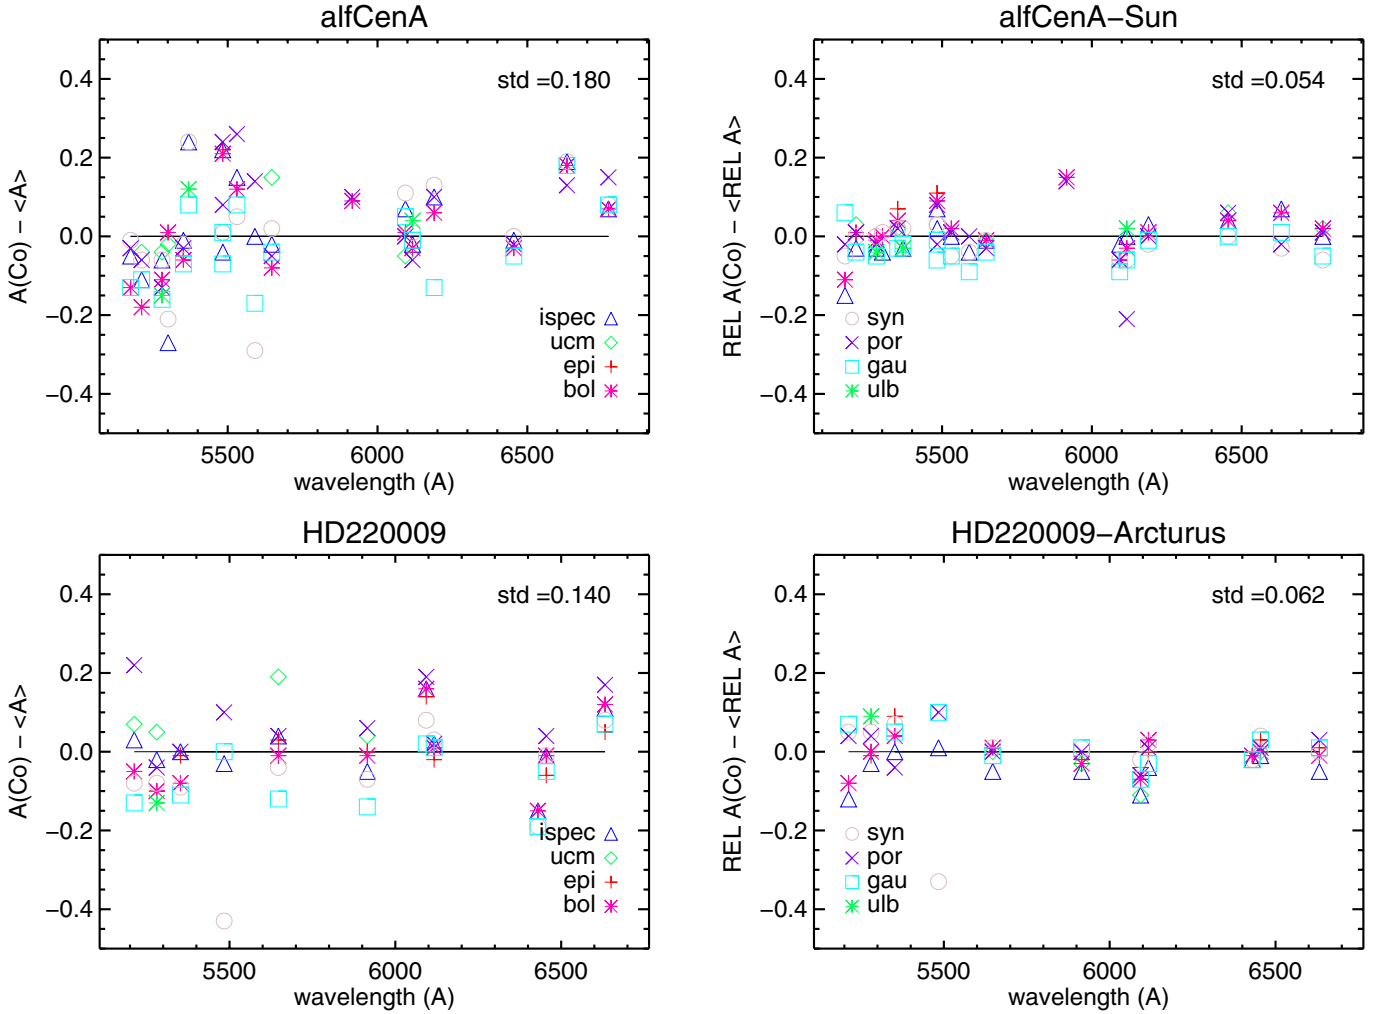 alfCenA
A(Co) − <A>
0.4
0.2
0.0
−0.2
−0.4
std =0.180
ispec
ucm
epi
bol
5500
6000
6500
wavelength (A)
alfCenA−Sun
REL A(Co) − <REL A>
0.4
0.2
0.0
−0.2
−0.4
std =0.054
syn
por
gau
ulb
5500
6000
6500
wavelength (A)
HD220009
A(Co) − <A>
0.4
0.2
0.0
−0.2
−0.4
std =0.140
ispec
ucm
epi
bol
5500
6000
6500
wavelength (A)
HD220009−Arcturus
REL A(Co) − <REL A>
0.4
0.2
0.0
−0.2
−0.4
std =0.062
syn
por
gau
ulb
5500
6000
6500
wavelength (A)